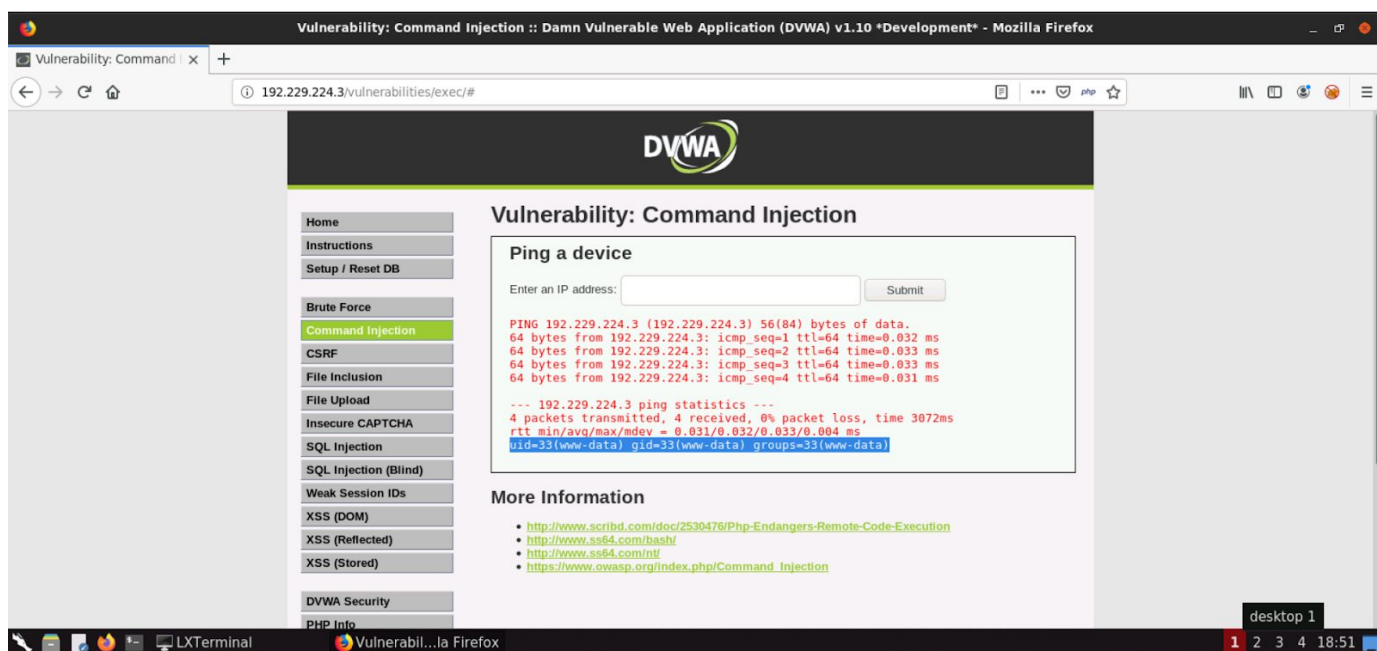 Vulnerability: Command Injection :: Damn Vulnerable Web Application (DVWA) v1.10 *Development* - Mozilla Firefox
Vulnerability: Command I
192.229.224.3/vulnerabilities/exec/#
php
DVWA
Home
Instructions
Setup / Reset DB
Brute Force
Command Injection
CSRF
File Inclusion
File Upload
Insecure CAPTCHA
SQL Injection
SQL Injection (Blind)
Weak Session IDs
XSS (DOM)
XSS (Reflected)
XSS (Stored)
DVWA Security
PHP Info
Vulnerability: Command Injection
Ping a device
Enter an IP address:
Submit
PING 192.229.224.3 (192.229.224.3) 56(84) bytes of data.
64 bytes from 192.229.224.3: icmp_seq=1 ttl=64 time=0.032 ms
64 bytes from 192.229.224.3: icmp_seq=2 ttl=64 time=0.033 ms
64 bytes from 192.229.224.3: icmp_seq=3 ttl=64 time=0.033 ms
64 bytes from 192.229.224.3: icmp_seq=4 ttl=64 time=0.031 ms
--- 192.229.224.3 ping statistics ---
4 packets transmitted, 4 received, 0% packet loss, time 3072ms
rtt min/avg/max/mdev = 0.031/0.032/0.033/0.004 ms
uid=33(www-data) gid=33(www-data) groups=33(www-data)
More Information
http://www.scribd.com/doc/2530476/Php-Endangers-Remote-Code-Execution
http://www.ss64.com/bash/
http://www.ss64.com/nt/
https://www.owasp.org/index.php/Command_Injection
desktop 1
LXTerminal
Vulnerabil...la Firefox
1 2 3 4 18:51